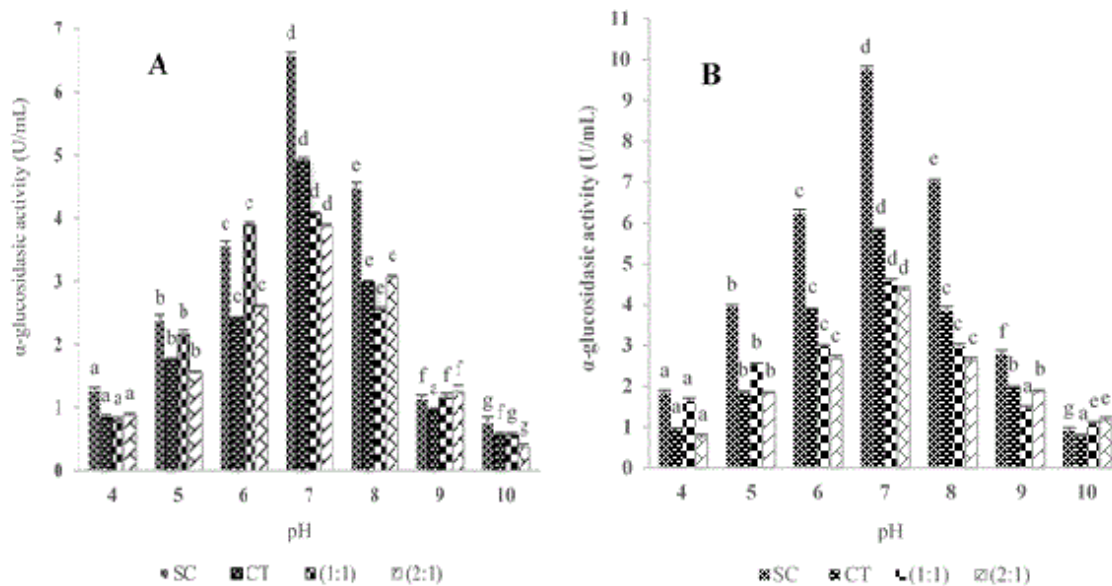 A
α-glucosidasic activity (U/mL)
7
6
5
4
3
2
1
0
a a a a
b b b b
c c c c
d d d d
e e e e
f f f
g f g g
4 5 6 7 8 9 10
pH
SC CT (1:1) (2:1)
B
α-glucosidasic activity (U/mL)
11
10
9
8
7
6
5
4
3
2
1
0
a a a a
b b b b
c c c c
d d d d
e c c c
f b a b
g a e e
4 5 6 7 8 9 10
pH
SC CT (1:1) (2:1)